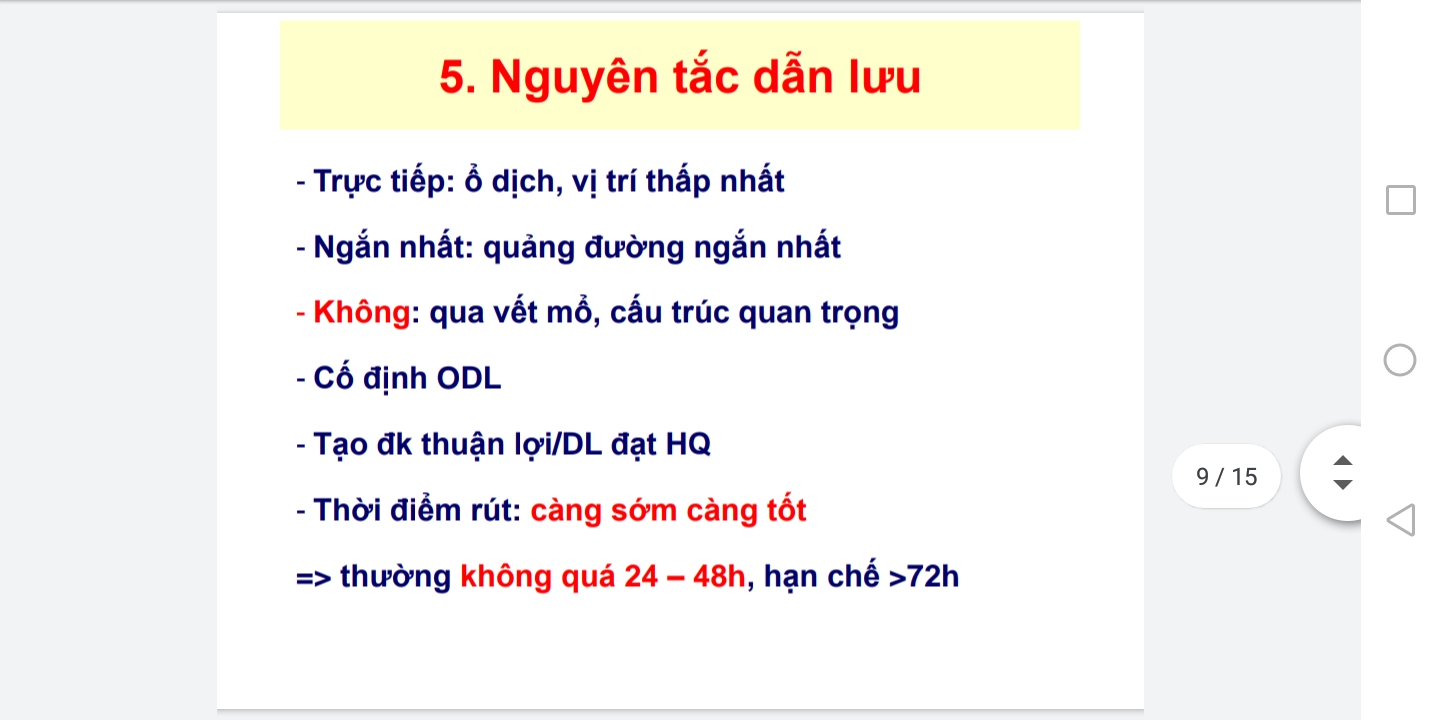 5. Nguyên tắc dẫn lưu
- Trực tiếp: ổ dịch, vị trí thấp nhất
- Ngắn nhất: quảng đường ngắn nhất
- Không: qua vết mổ, cấu trúc quan trọng
- Cố định ODL
- Tạo đk thuận lợi/DL đạt HQ
- Thời điểm rút: càng sớm càng tốt
=> thường không quá 24 – 48h, hạn chế >72h
9 / 15